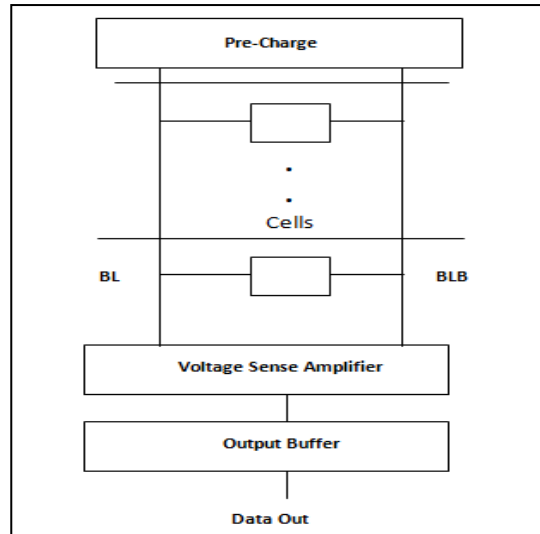 Pre-Charge
Cells
BL
BLB
Voltage Sense Amplifier
Output Buffer
Data Out